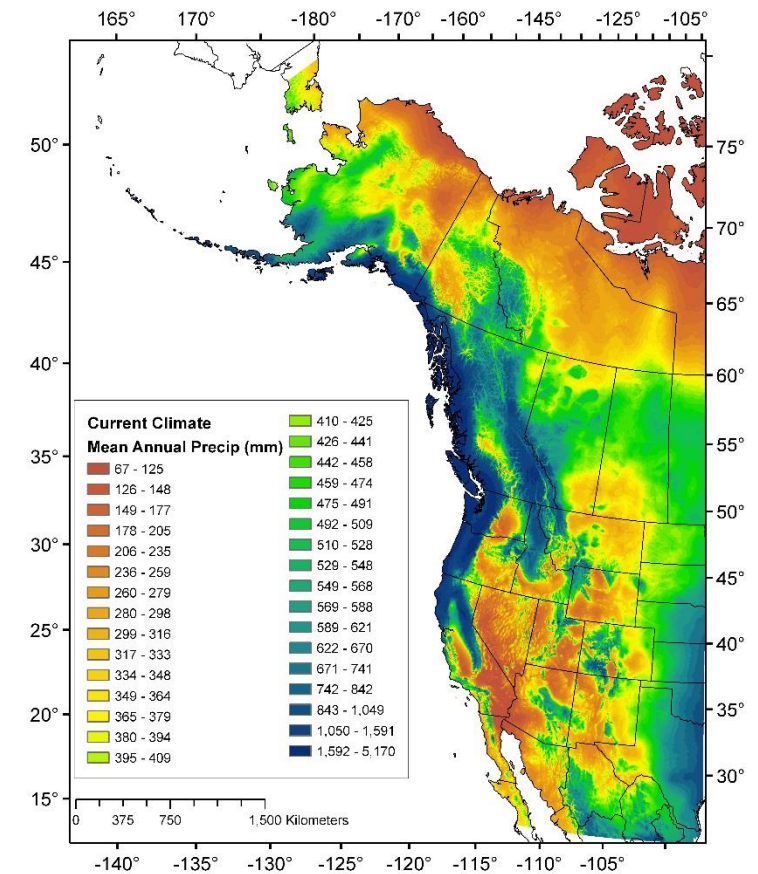 165° 170° -180° -170° -160° -145° -125° -105°
50°
45°
40°
35°
30°
25°
20°
15°
75°
70°
65°
60°
55°
50°
45°
40°
35°
30°
Current Climate
Mean Annual Precip (mm)
67 - 125
126 - 148
149 - 177
178 - 205
206 - 235
236 - 259
260 - 279
280 - 298
299 - 316
317 - 333
334 - 348
349 - 364
365 - 379
380 - 394
395 - 409
410 - 425
426 - 441
442 - 458
459 - 474
475 - 491
492 - 509
510 - 528
529 - 548
549 - 568
569 - 588
589 - 621
622 - 670
671 - 741
742 - 842
843 - 1,049
1,050 - 1,591
1,592 - 5,170
0 375 750 1,500 Kilometers
-140° -135° -130° -125° -120° -115° -110° -105°